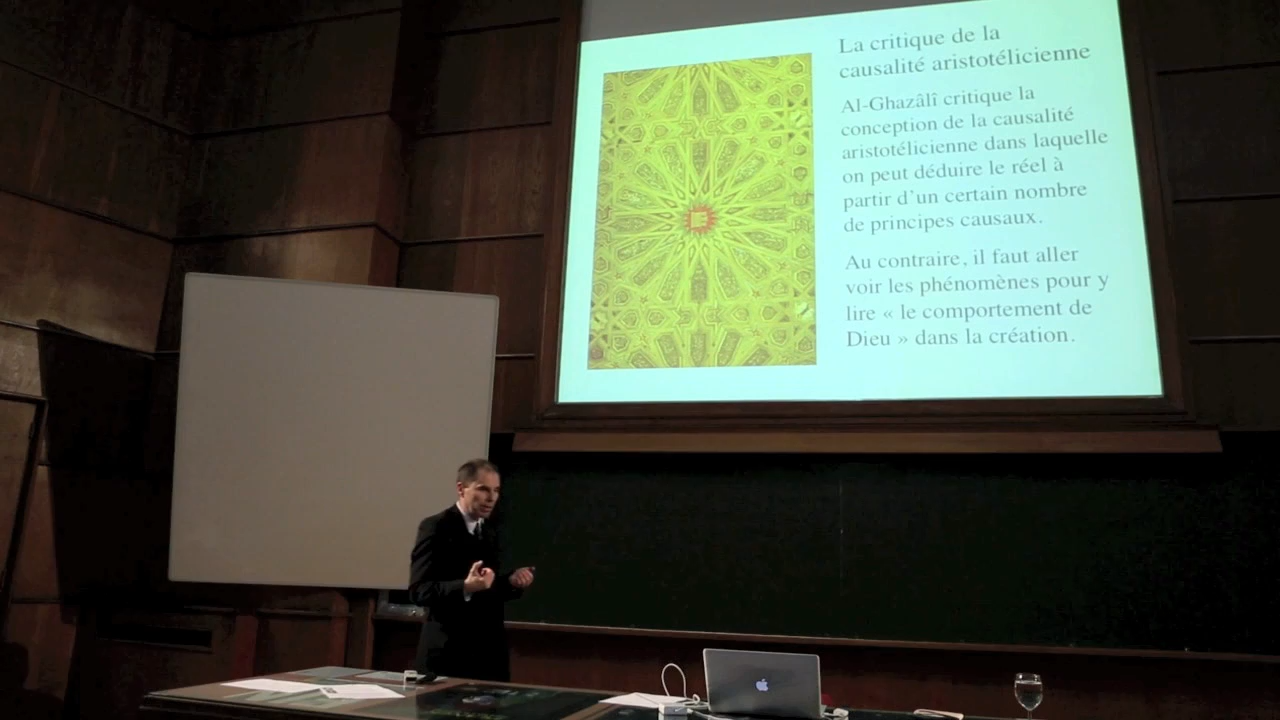 La critique de la
causalité aristotélicienne
Al-Ghazâlî critique la
conception de la causalité
aristotélicienne dans laquelle
on peut déduire le réel à
partir d'un certain nombre
de principes causaux.
Au contraire, il faut aller
voir les phénomènes pour y
lire « le comportement de
Dieu » dans la création.